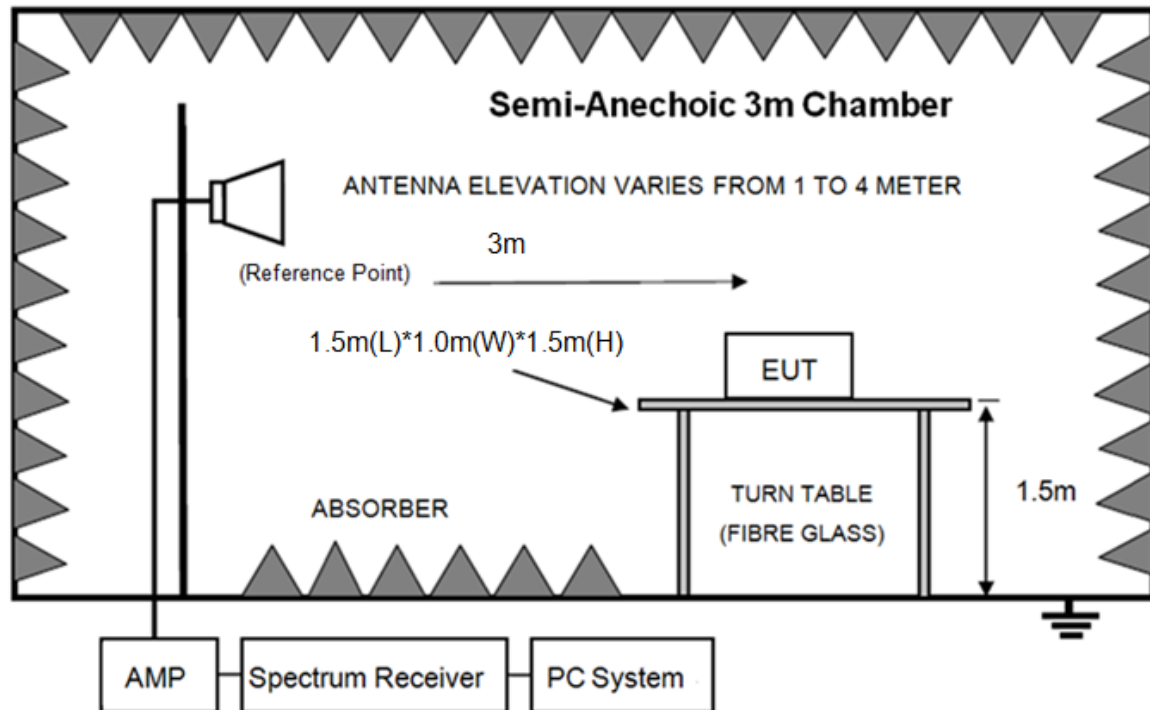 Semi-Anechoic 3m Chamber
ANTENNA ELEVATION VARIES FROM 1 TO 4 METER
3m
(Reference Point)
1.5m(L)*1.0m(W)*1.5m(H)
EUT
ABSORBER
TURN TABLE
(FIBRE GLASS)
1.5m
AMP
Spectrum Receiver
PC System